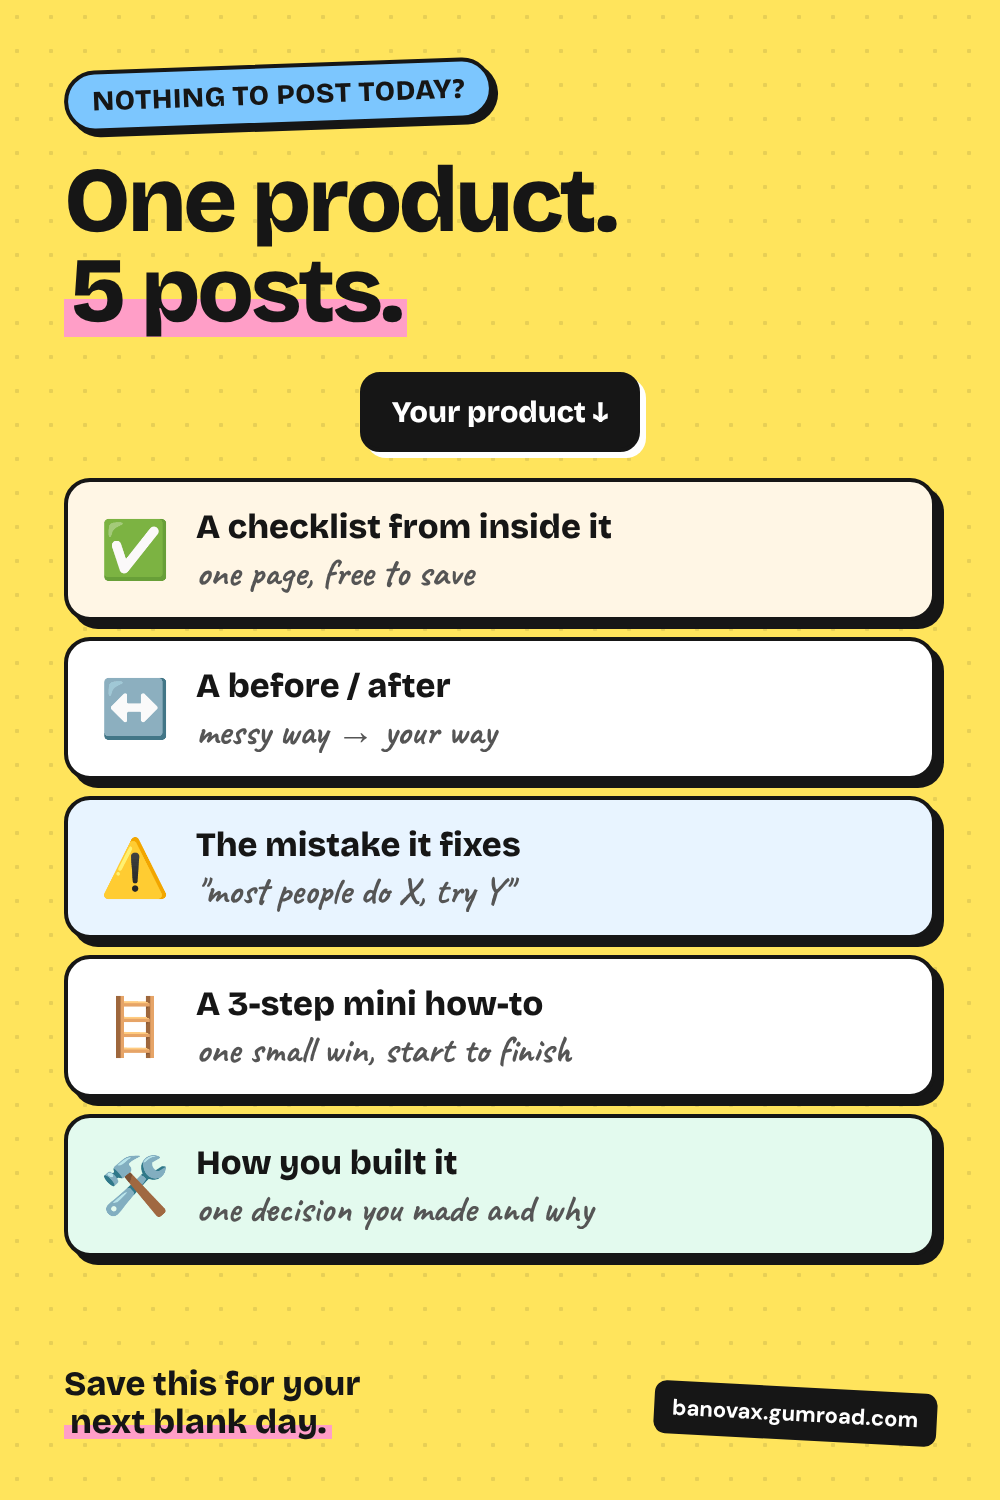 NOTHING TO POST TODAY?
One product.
5 posts.
Your product ↓
A checklist from inside it
one page, free to save
A before / after
messy way → your way
The mistake it fixes
"most people do X, try Y"
A 3-step mini how-to
one small win, start to finish
How you built it
one decision you made and why
Save this for your
next blank day.
banovax.gumroad.com